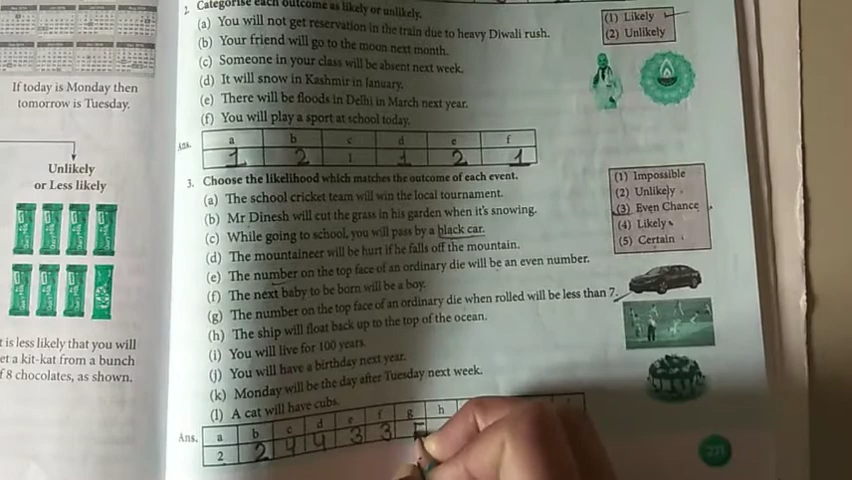 2. Categorise each outcome as likely or unlikely.
(a) You will not get reservation in the train due to heavy Diwali rush.
(b) Your friend will go to the moon next month.
(c) Someone in your class will be absent next week.
(d) It will snow in Kashmir in January.
(e) There will be floods in Delhi in March next year.
(f) You will play a sport at school today.
(1) Likely
(2) Unlikely
Ans.
a b c d e f
1 2 1 1 2 1
If today is Monday then
tomorrow is Tuesday.
Unlikely
or Less likely
t is less likely that you will
et a kit-kat from a bunch
f 8 chocolates, as shown.
3. Choose the likelihood which matches the outcome of each event.
(a) The school cricket team will win the local tournament.
(b) Mr Dinesh will cut the grass in his garden when it's snowing.
(c) While going to school, you will pass by a black car.
(d) The mountaineer will be hurt if he falls off the mountain.
(e) The number on the top face of an ordinary die will be an even number.
(f) The next baby to be born will be a boy.
(g) The number on the top face of an ordinary die when rolled will be less than 7.
(h) The ship will float back up to the top of the ocean.
(i) You will live for 100 years.
(j) You will have a birthday next year.
(k) Monday will be the day after Tuesday next week.
(l) A cat will have cubs.
(1) Impossible
(2) Unlikely
(3) Even Chance
(4) Likely
(5) Certain
Ans.
a b c d e f g h
2 2 4 4 3 3 5